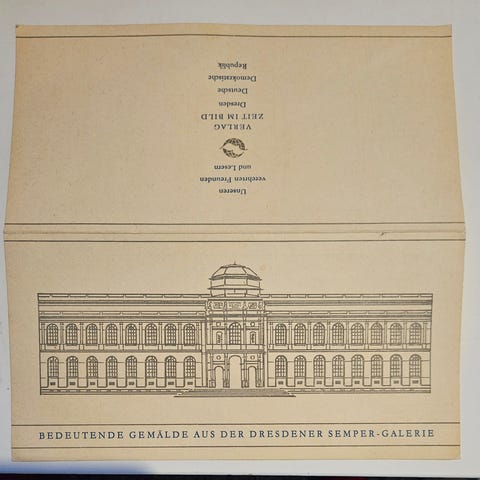 Unseren
verehrten Freunden
und Lesern
VERLAG
ZEIT IM BILD
Dresden
Deutsche
Demokratische
Republik
BEDEUTENDE GEMÄLDE AUS DER DRESDENER SEMPER-GALERIE